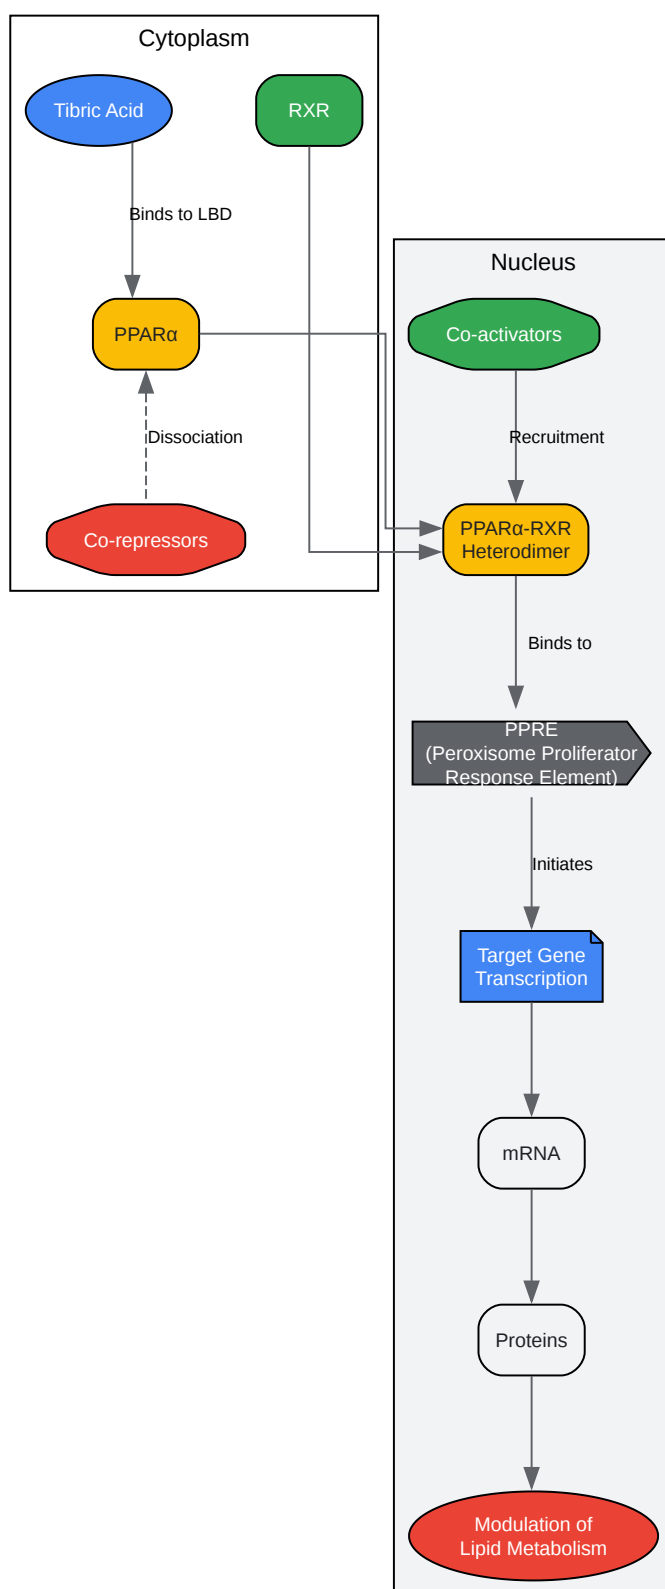 Cytoplasm
Tibric Acid
RXR
Binds to LBD
Nucleus
PPARα
Co-activators
Dissociation
Recruitment
Co-repressors
PPARα-RXR
Heterodimer
Binds to
PPRE
(Peroxisome Proliferator
Response Element)
Initiates
Target Gene
Transcription
mRNA
Proteins
Modulation of
Lipid Metabolism